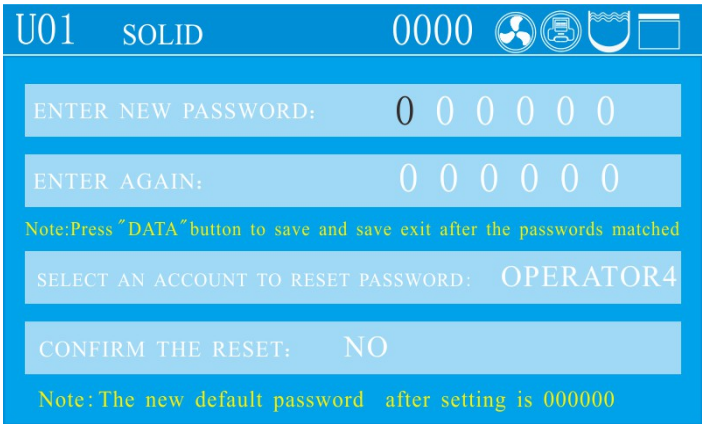 U01 SOLID 0000
ENTER NEW PASSWORD: 0 0 0 0 0 0
ENTER AGAIN: 0 0 0 0 0 0
Note:Press "DATA" button to save and save exit after the passwords matched
SELECT AN ACCOUNT TO RESET PASSWORD: OPERATOR4
CONFIRM THE RESET: NO
Note: The new default password after setting is 000000